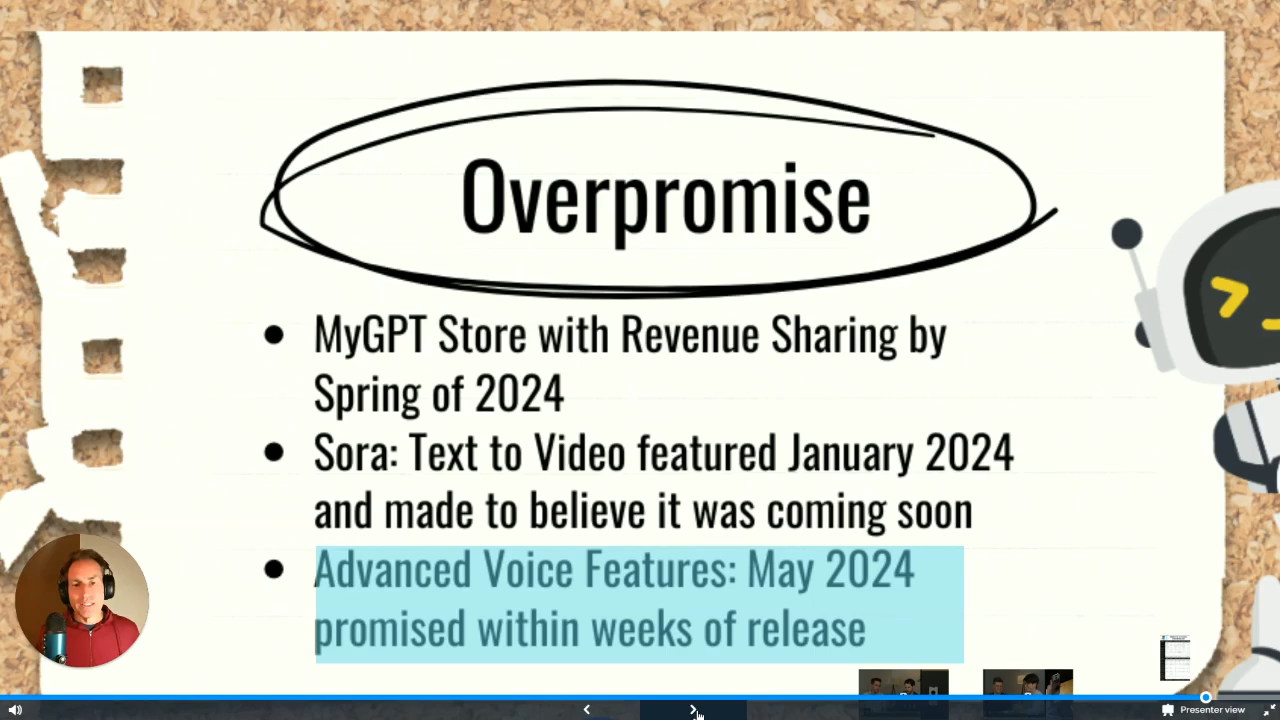 Overpromise
MyGPT Store with Revenue Sharing by
Spring of 2024
Sora: Text to Video featured January 2024
and made to believe it was coming soon
Advanced Voice Features: May 2024
promised within weeks of release
Presenter view